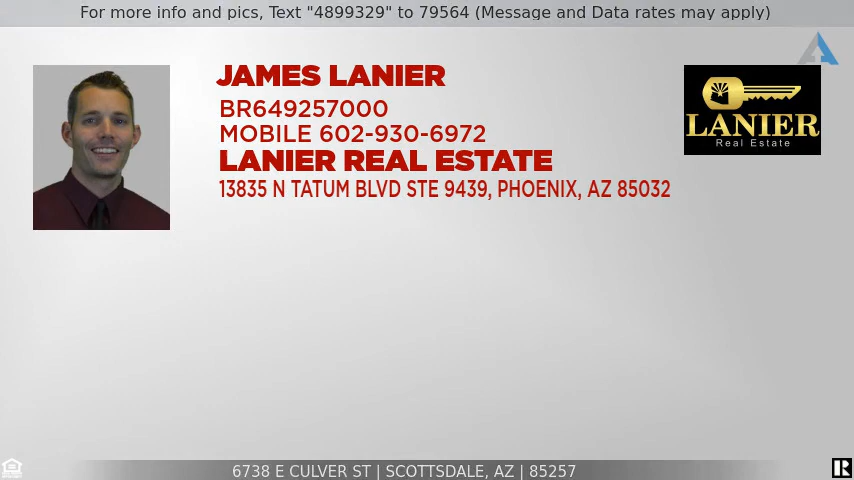 For more info and pics, Text "4899329" to 79564 (Message and Data rates may apply)
JAMES LANIER
BR649257000
MOBILE 602-930-6972
LANIER REAL ESTATE
13835 N TATUM BLVD STE 9439, PHOENIX, AZ 85032
LANIER
Real Estate
6738 E CULVER ST | SCOTTSDALE, AZ | 85257